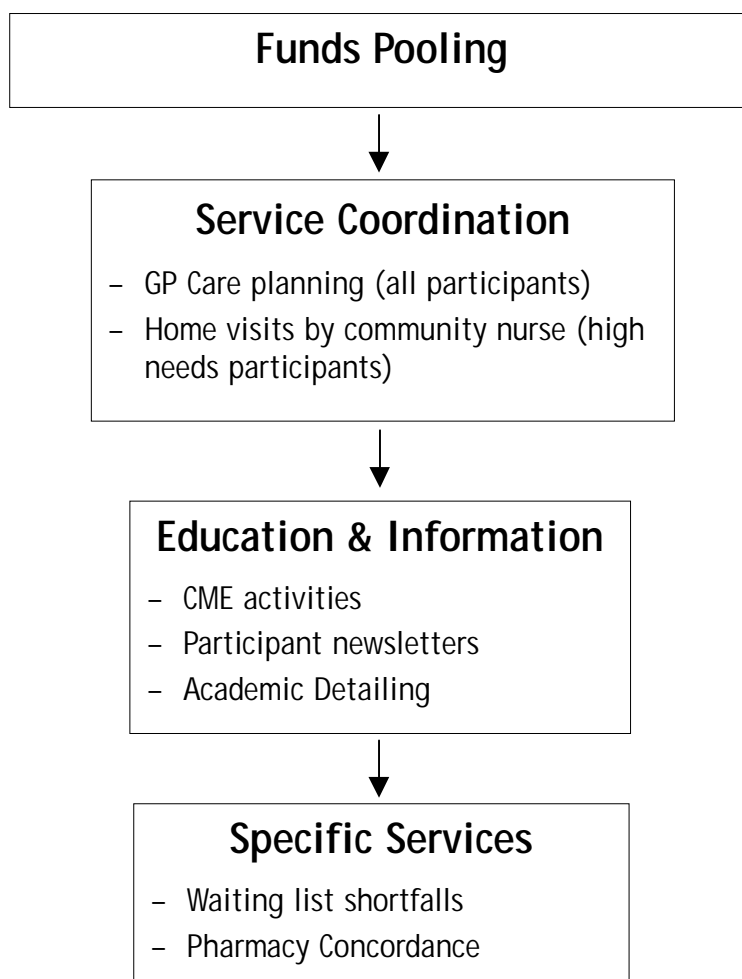 Funds Pooling
Service Coordination
– GP Care planning (all participants)
– Home visits by community nurse (high
needs participants)
Education & Information
– CME activities
– Participant newsletters
– Academic Detailing
Specific Services
– Waiting list shortfalls
– Pharmacy Concordance